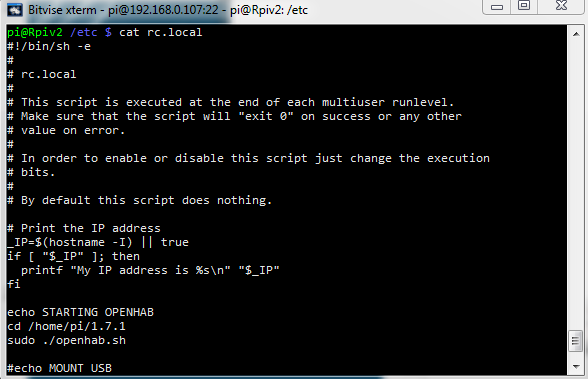 Bitvise xterm - pi@192.168.0.107:22 - pi@Rpiv2: /etc
pi@Rpiv2 /etc $ cat rc.local
#!/bin/sh -e
#
# rc.local
#
# This script is executed at the end of each multiuser runlevel.
# Make sure that the script will "exit 0" on success or any other
# value on error.
#
# In order to enable or disable this script just change the execution
# bits.
#
# By default this script does nothing.

# Print the IP address
_IP=$(hostname -I) || true
if [ "$_IP" ]; then
  printf "My IP address is %s\n" "$_IP"
fi

echo STARTING OPENHAB
cd /home/pi/1.7.1
sudo ./openhab.sh

#echo MOUNT USB